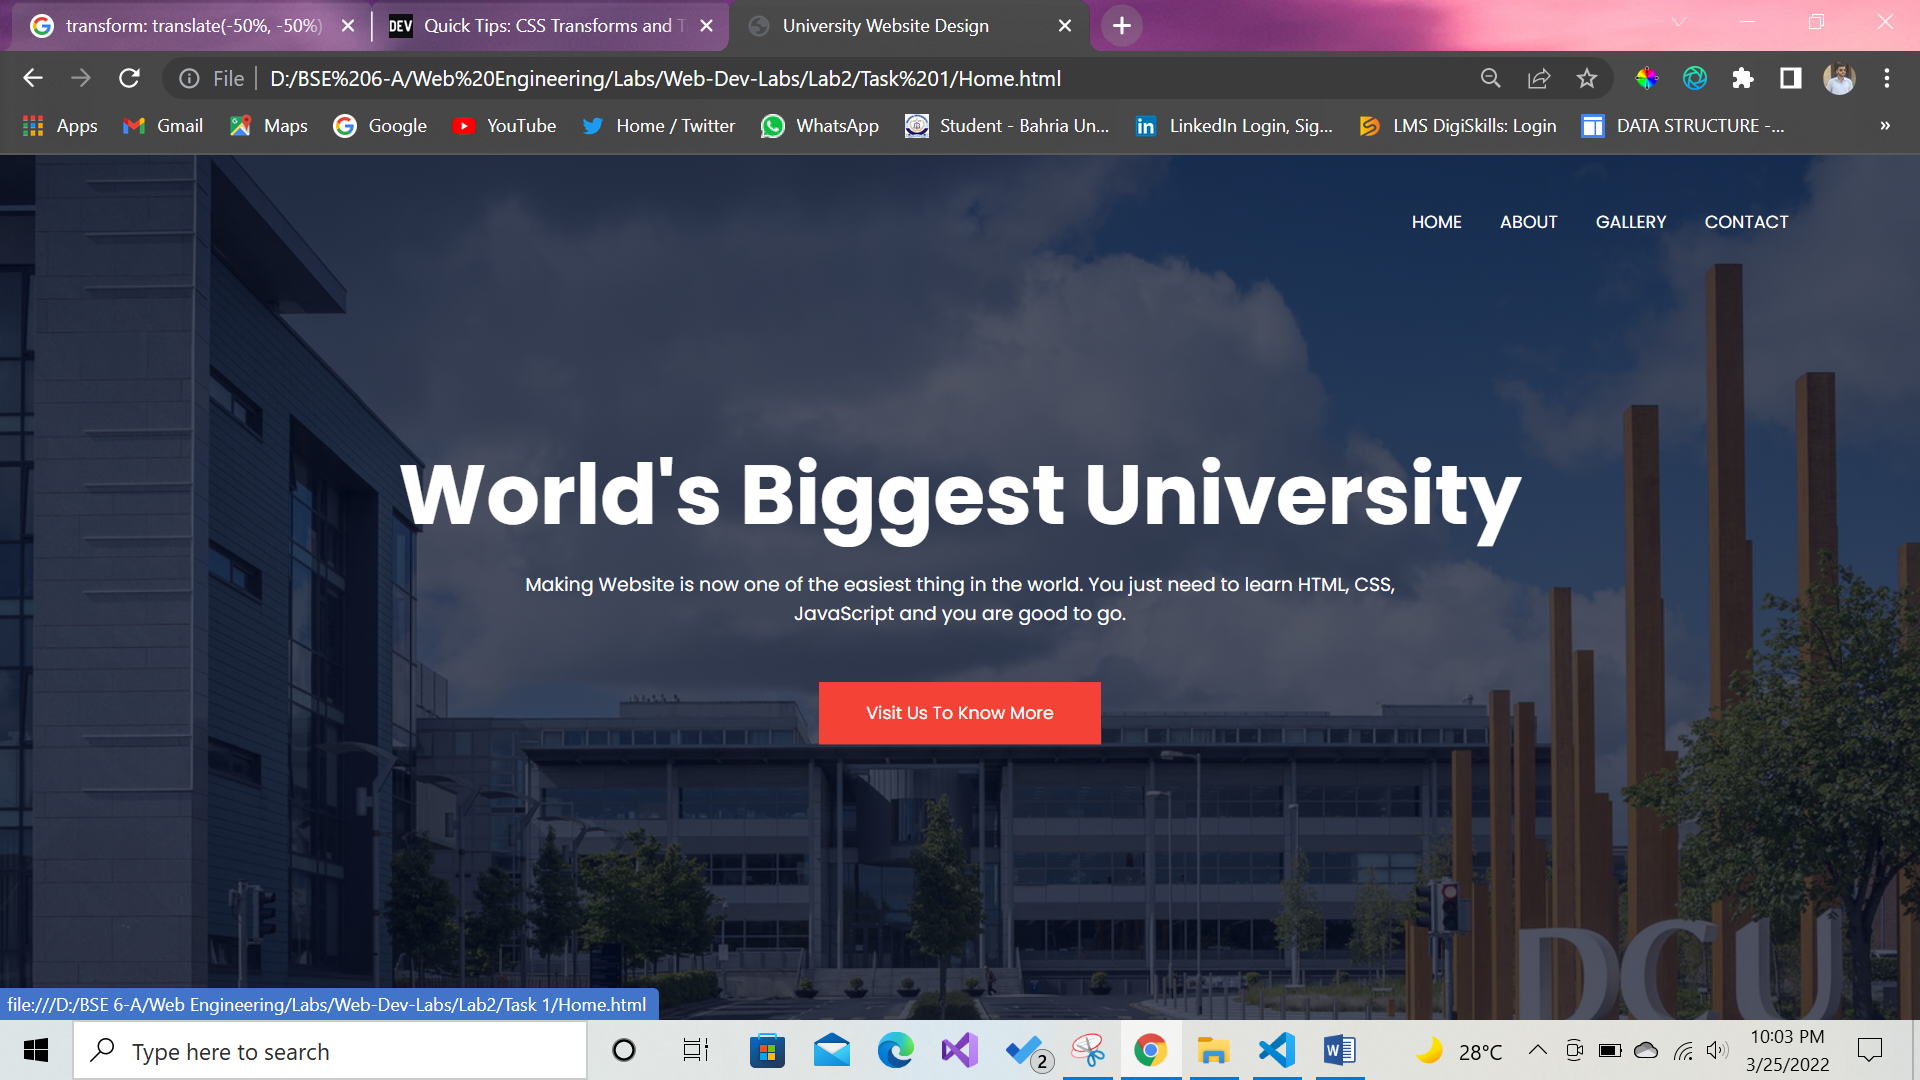 transform: translate(-50%, -50%)
DEV Quick Tips: CSS Transforms and T
University Website Design
File D:/BSE%206-A/Web%20Engineering/Labs/Web-Dev-Labs/Lab2/Task%201/Home.html
Apps Gmail Maps Google YouTube Home / Twitter WhatsApp Student - Bahria Un... LinkedIn Login, Sig... LMS DigiSkills: Login DATA STRUCTURE -... »
HOME ABOUT GALLERY CONTACT
World's Biggest University
Making Website is now one of the easiest thing in the world. You just need to learn HTML, CSS,
JavaScript and you are good to go.
Visit Us To Know More
DCU
file:///D:/BSE 6-A/Web Engineering/Labs/Web-Dev-Labs/Lab2/Task 1/Home.html
Type here to search
2
28°C
10:03 PM
3/25/2022